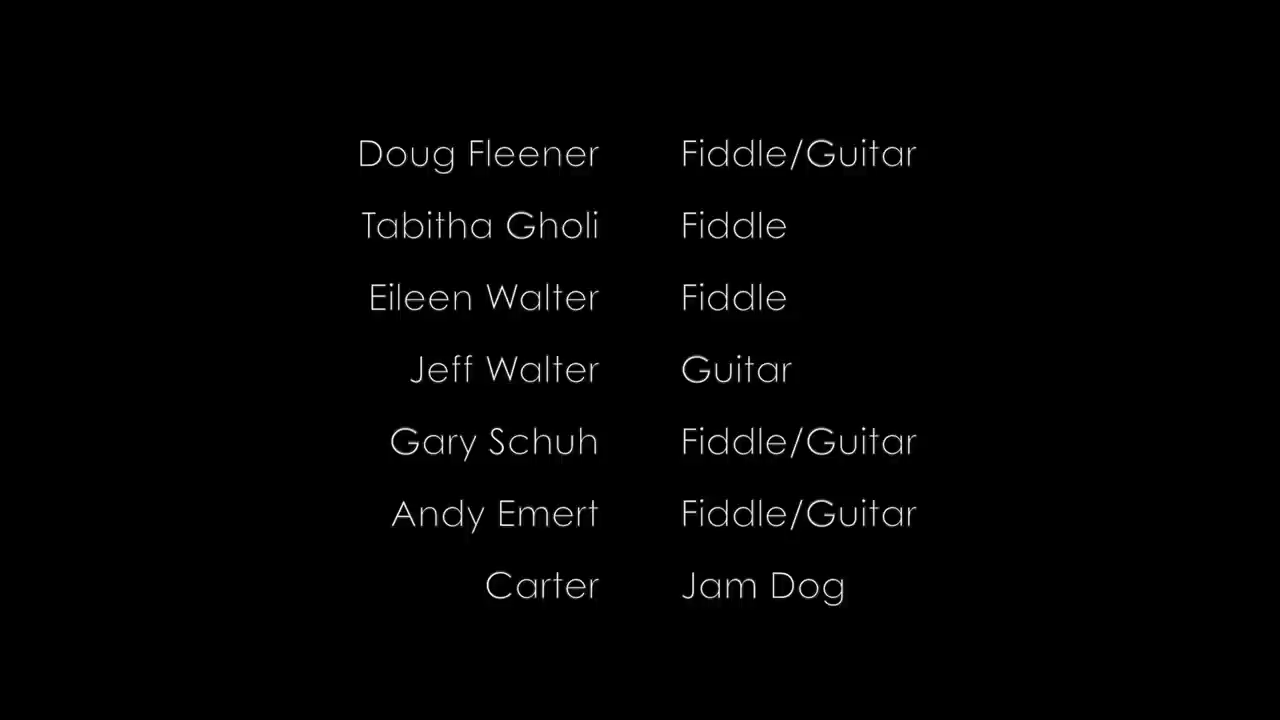 Doug Fleener Fiddle/Guitar
Tabitha Gholi Fiddle
Eileen Walter Fiddle
Jeff Walter Guitar
Gary Schuh Fiddle/Guitar
Andy Emert Fiddle/Guitar
Carter Jam Dog